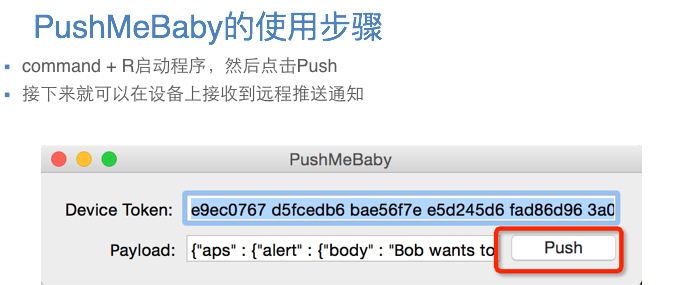 PushMeBaby的使用步骤
command + R启动程序，然后点击Push
接下来就可以在设备上接收到远程推送通知
PushMeBaby
Device Token: e9ec0767 d5fcedb6 bae56f7e e5d245d6 fad86d96 3a0
Payload: {"aps" : {"alert" : {"body" : "Bob wants to Push